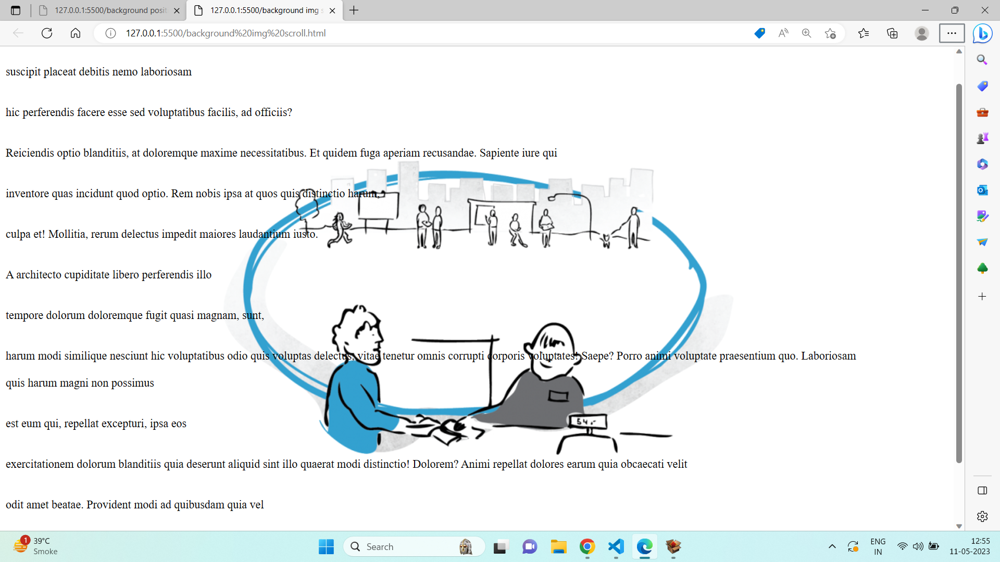 127.0.0.1:5500/background posit
127.0.0.1:5500/background img s
127.0.0.1:5500/background%20img%20scroll.html
suscipit placeat debitis nemo laboriosam
hic perferendis facere esse sed voluptatibus facilis, ad officiis?
Reiciendis optio blanditiis, at doloremque maxime necessitatibus. Et quidem fuga aperiam recusandae. Sapiente iure qui
inventore quas incidunt quod optio. Rem nobis ipsa at quos quis distinctio harum,
culpa et! Mollitia, rerum delectus impedit maiores laudantium iusto.
A architecto cupiditate libero perferendis illo
tempore dolorum doloremque fugit quasi magnam, sunt,
harum modi similique nesciunt hic voluptatibus odio quis voluptas delectus, vitae tenetur omnis corrupti corporis voluptates! Saepe? Porro animi voluptate praesentium quo. Laboriosam
quis harum magni non possimus
est eum qui, repellat excepturi, ipsa eos
54.-
exercitationem dolorum blanditiis quia deserunt aliquid sint illo quaerat modi distinctio! Dolorem? Animi repellat dolores earum quia obcaecati velit
odit amet beatae. Provident modi ad quibusdam quia vel
1
39°C
Smoke
Search
ENG
IN
12:55
11-05-2023